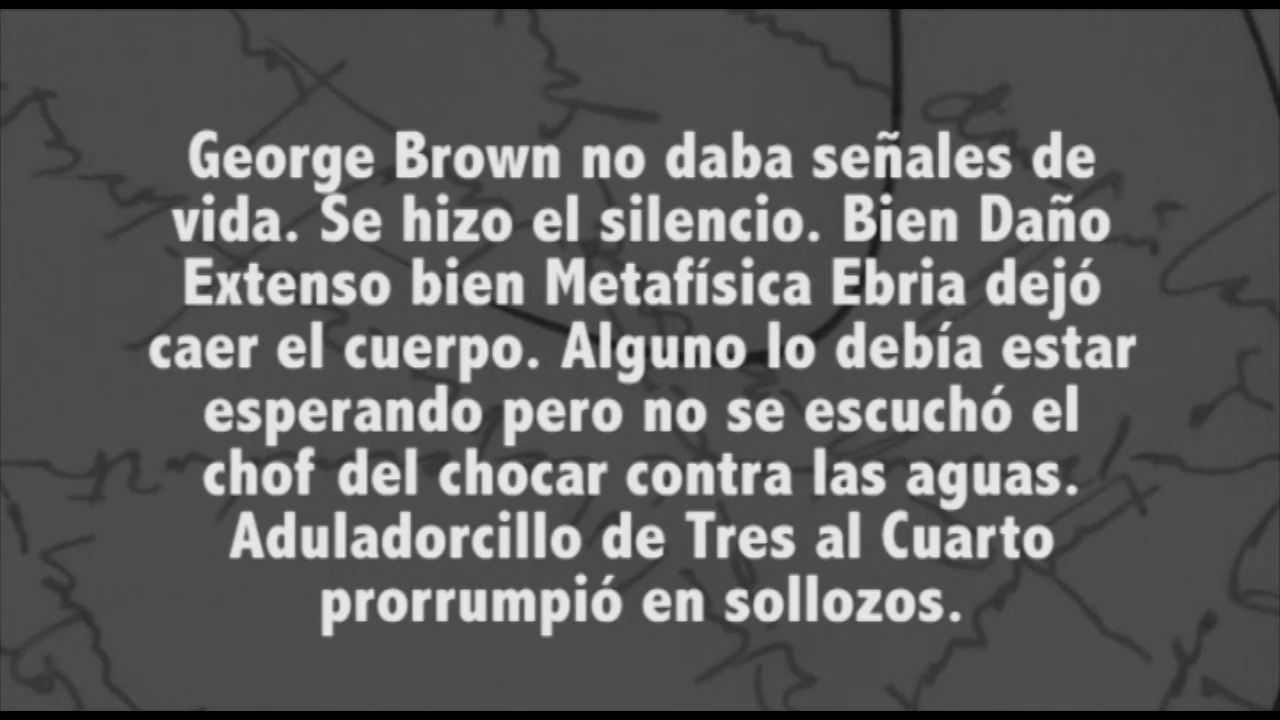 George Brown no daba señales de
vida. Se hizo el silencio. Bien Daño
Extenso bien Metafísica Ebria dejó
caer el cuerpo. Alguno lo debía estar
esperando pero no se escuchó el
chof del chocar contra las aguas.
Aduladorcillo de Tres al Cuarto
prorrumpió en sollozos.